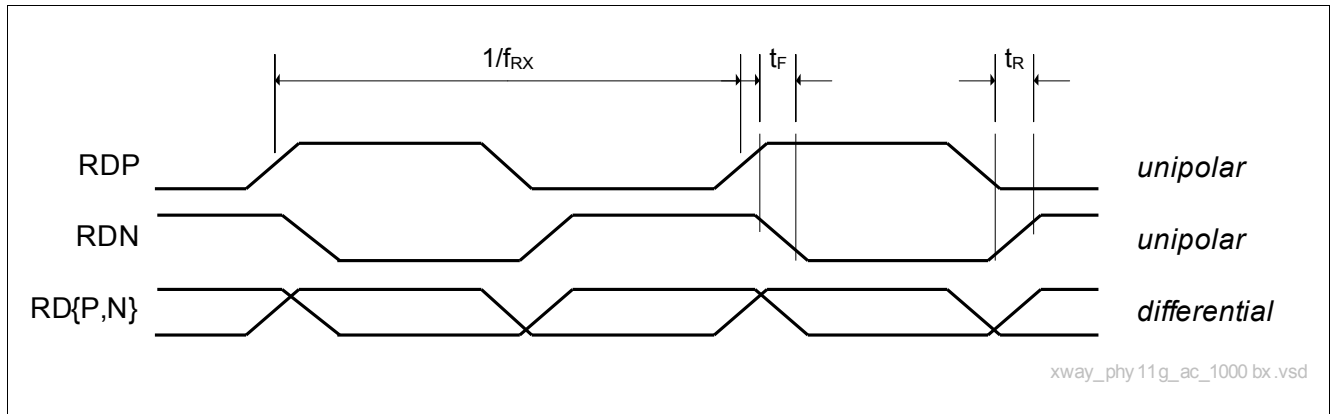 1/fRX
tF
tR
RDP
unipolar
RDN
unipolar
RD{P,N}
differential
xway_phy11g_ac_1000bx.vsd